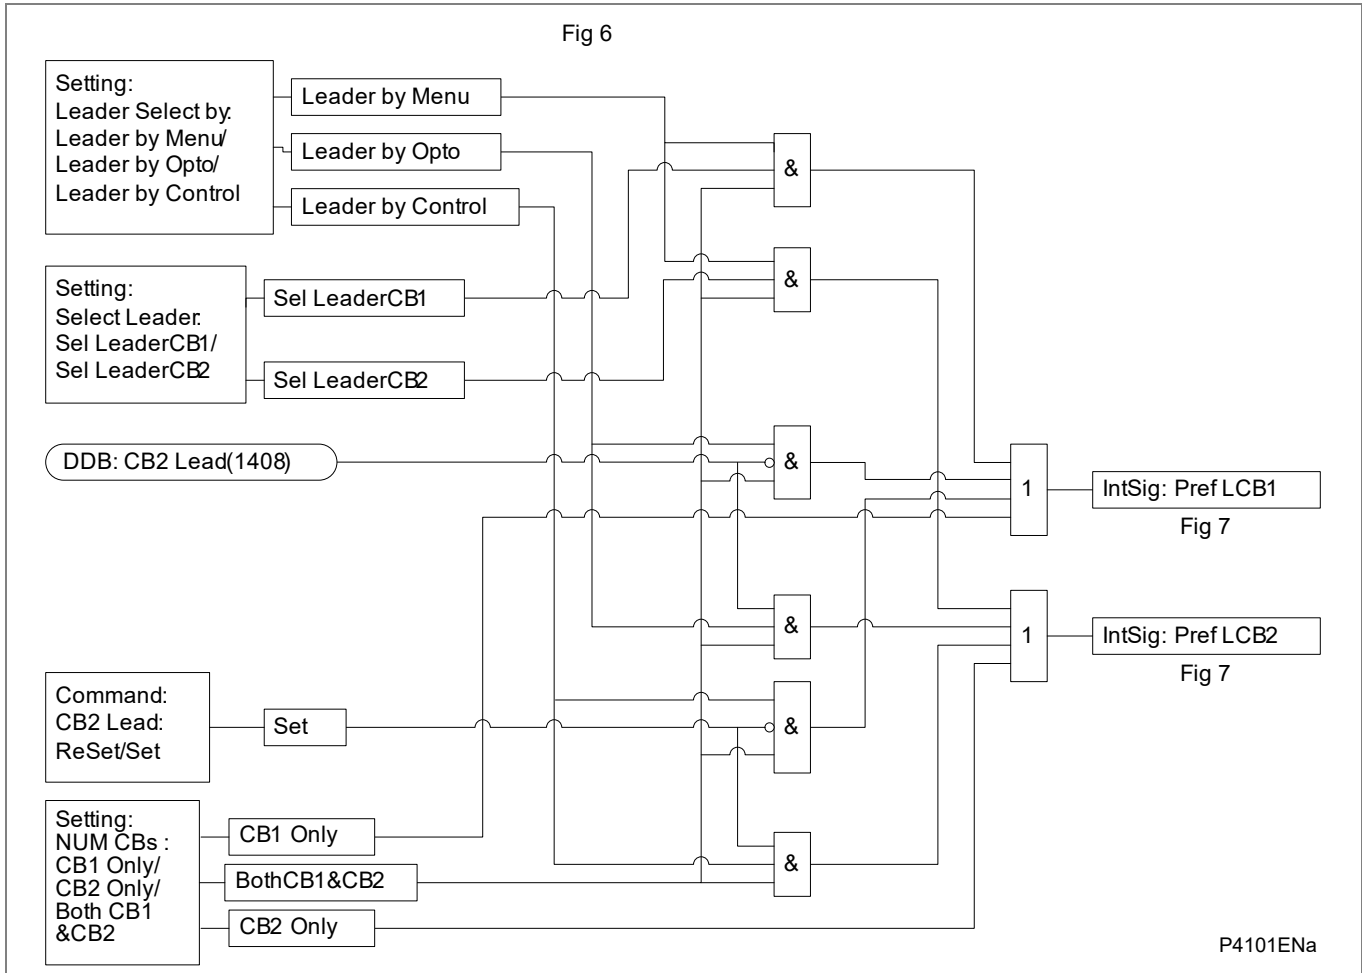 Fig 6
Setting:
Leader Select by:
Leader by Menu/
Leader by Opto/
Leader by Control
Leader by Menu
Leader by Opto
Leader by Control
&
&
Setting:
Select Leader:
Sel LeaderCB1/
Sel LeaderCB2
Sel LeaderCB1
Sel LeaderCB2
DDB: CB2 Lead(1408)
&
1
IntSig: Pref LCB1
Fig 7
&
1
IntSig: Pref LCB2
Fig 7
Command:
CB2 Lead:
ReSet/Set
Set
&
Setting:
NUM CBs :
CB1 Only/
CB2 Only/
Both CB1
&CB2
CB1 Only
BothCB1&CB2
CB2 Only
&
P4101ENa